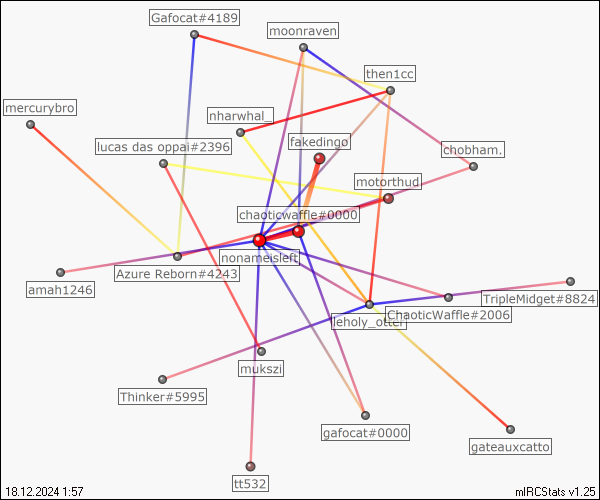 Gafocat#4189
moonraven
then1cc
mercurybro
nharwhal_
lucas das oppai#2396
fakedingo
chobham.
motorthud_
chaoticwaffle#0000
nonameisleft
Azure Reborn#4243
amah1246
TripleMidget#8824
ChaoticWaffle#2006
mukszi
Thinker#5995
gafocat#0000
gateauxcatto
tt532
18.12.2024 1:57
mIRCStats v1.25